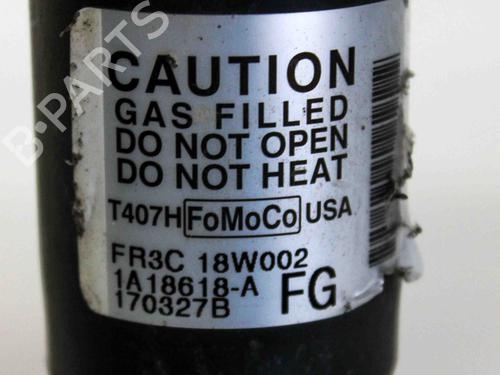 CAUTION
GAS FILLED
DO NOT OPEN
DO NOT HEAT
T407H FoMoCo USA
FR3C 18W002
1A18618-A FG
170327B
B-PARTS